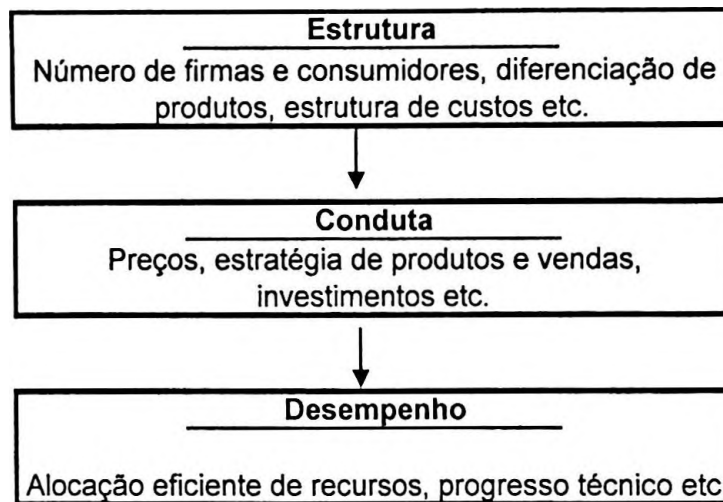 Estrutura
Número de firmas e consumidores, diferenciação de
produtos, estrutura de custos etc.
Conduta
Preços, estratégia de produtos e vendas,
investimentos etc.
Desempenho
Alocação eficiente de recursos, progresso técnico etc